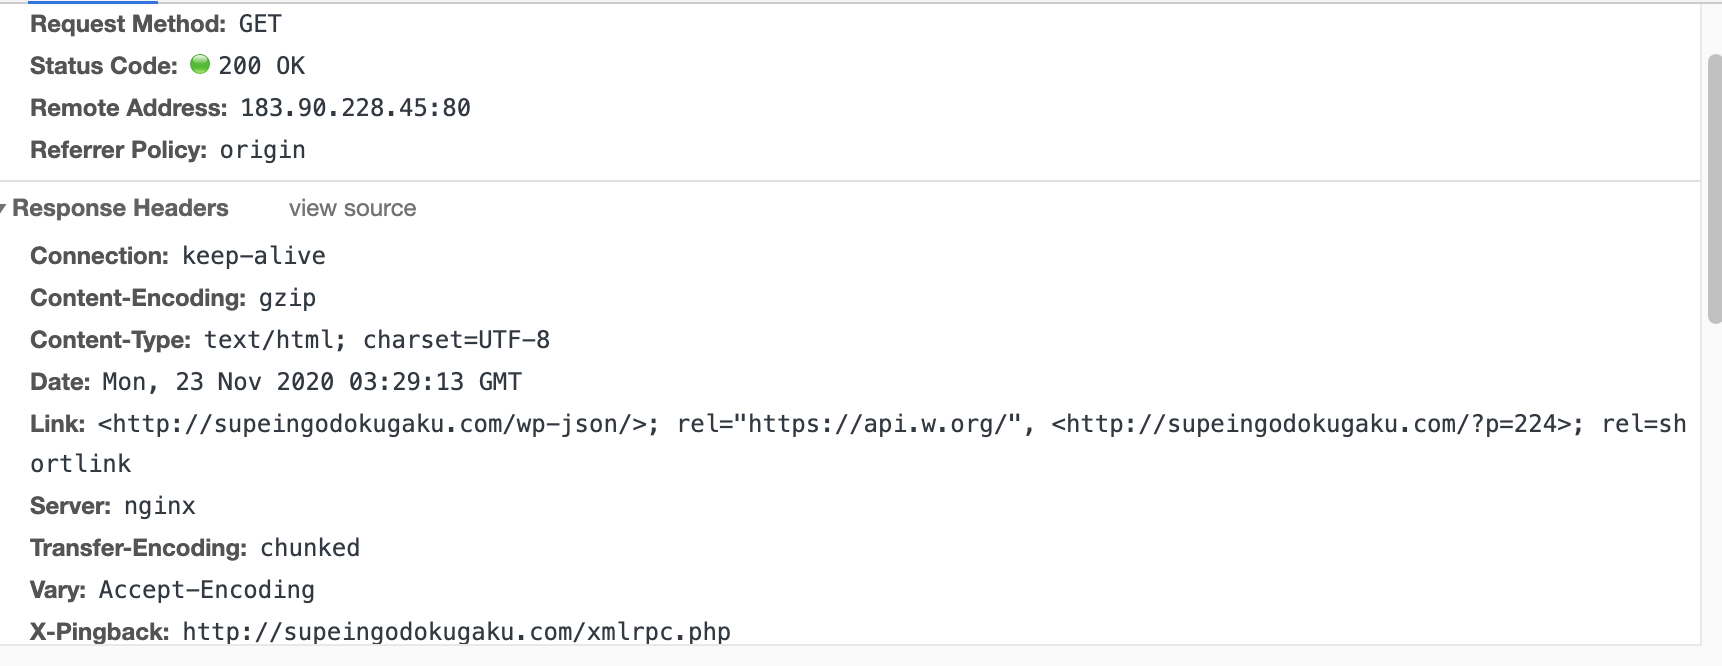 Request Method: GET
Status Code: 200 OK
Remote Address: 183.90.228.45:80
Referrer Policy: origin
Response Headers view source
Connection: keep-alive
Content-Encoding: gzip
Content-Type: text/html; charset=UTF-8
Date: Mon, 23 Nov 2020 03:29:13 GMT
Link: <http://supeingodokugaku.com/wp-json/>; rel="https://api.w.org/", <http://supeingodokugaku.com/?p=224>; rel=sh
ortlink
Server: nginx
Transfer-Encoding: chunked
Vary: Accept-Encoding
X-Pingback: http://supeingodokugaku.com/xmlrpc.php